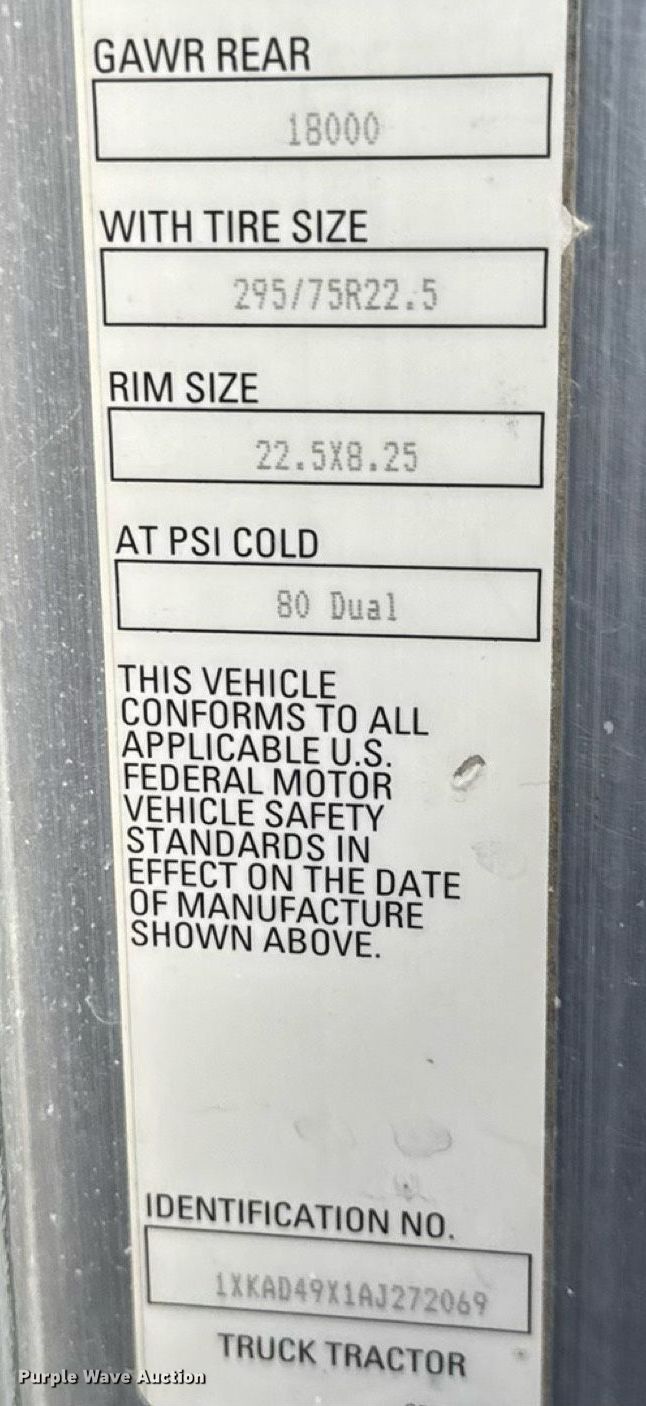 GAWR REAR
18000
WITH TIRE SIZE
295/75R22.5
RIM SIZE
22.5X8.25
AT PSI COLD
80 Dual
THIS VEHICLE
CONFORMS TO ALL
APPLICABLE U.S.
FEDERAL MOTOR
VEHICLE SAFETY
STANDARDS IN
EFFECT ON THE DATE
OF MANUFACTURE
SHOWN ABOVE.
IDENTIFICATION NO.
1XKAD49X1AJ272069
TRUCK TRACTOR
Purple Wave Auction